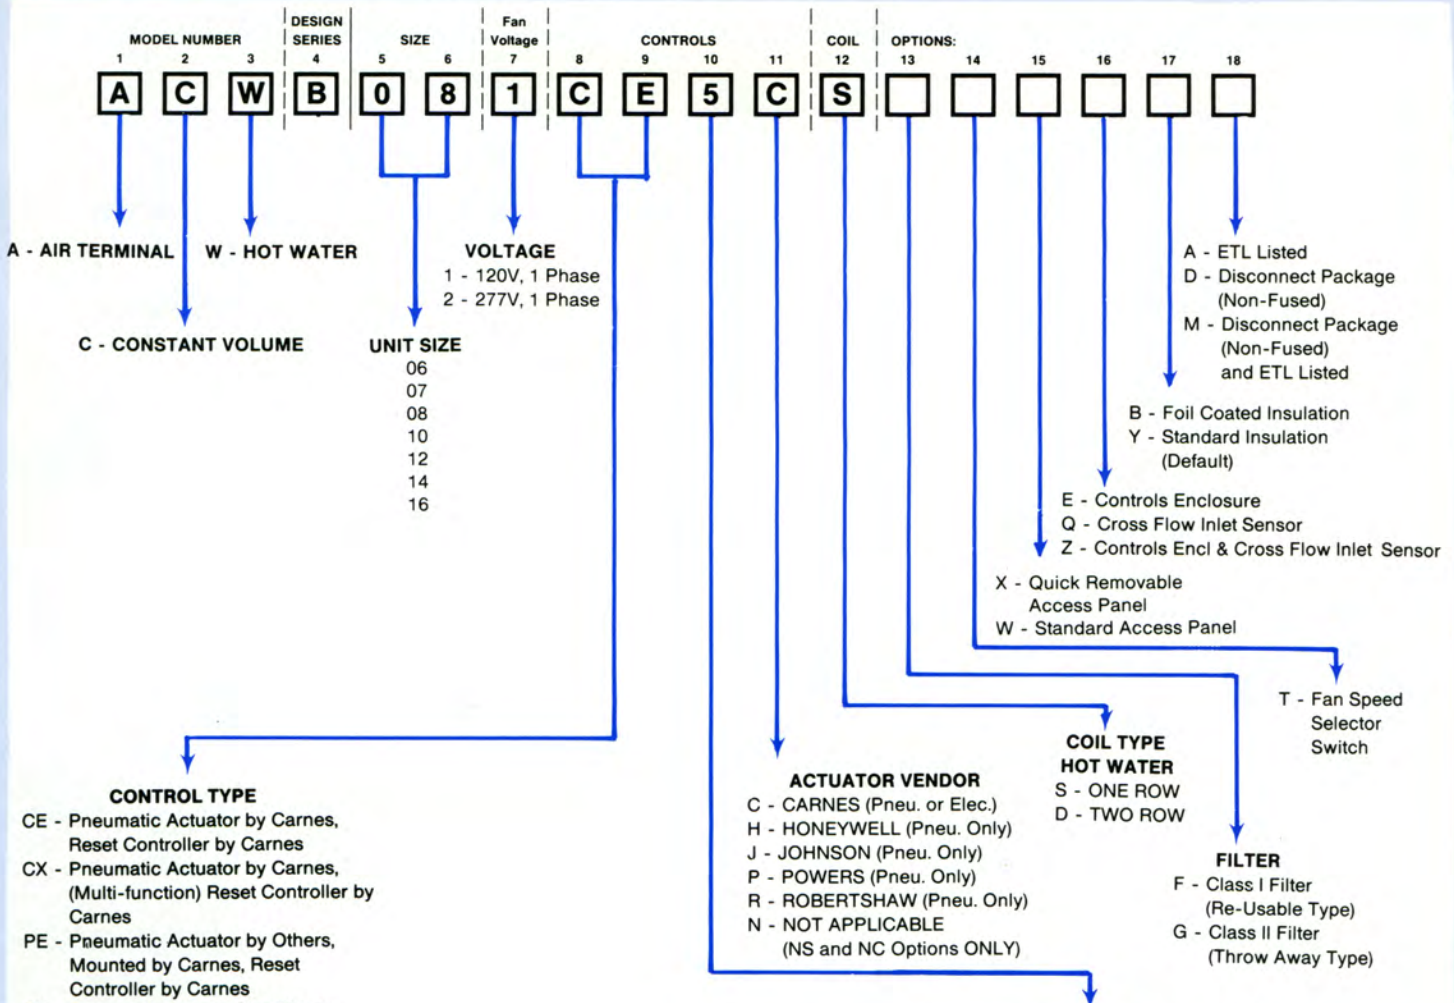 MODEL NUMBER
DESIGN
SERIES
SIZE
Fan
Voltage
CONTROLS
COIL
OPTIONS:
1 2 3 4 5 6 7 8 9 10 11 12 13 14 15 16 17 18
A C W B 0 8 1 C E 5 C S
A - AIR TERMINAL
W - HOT WATER
C - CONSTANT VOLUME
UNIT SIZE
06
07
08
10
12
14
16
VOLTAGE
1 - 120V, 1 Phase
2 - 277V, 1 Phase
A - ETL Listed
D - Disconnect Package
(Non-Fused)
M - Disconnect Package
(Non-Fused)
and ETL Listed
B - Foil Coated Insulation
Y - Standard Insulation
(Default)
E - Controls Enclosure
Q - Cross Flow Inlet Sensor
Z - Controls Encl & Cross Flow Inlet Sensor
X - Quick Removable
Access Panel
W - Standard Access Panel
T - Fan Speed
Selector
Switch
CONTROL TYPE
CE - Pneumatic Actuator by Carnes,
Reset Controller by Carnes
CX - Pneumatic Actuator by Carnes,
(Multi-function) Reset Controller by
Carnes
PE - Pneumatic Actuator by Others,
Mounted by Carnes, Reset
Controller by Carnes
ACTUATOR VENDOR
C - CARNES (Pneu. or Elec.)
H - HONEYWELL (Pneu. Only)
J - JOHNSON (Pneu. Only)
P - POWERS (Pneu. Only)
R - ROBERTSHAW (Pneu. Only)
N - NOT APPLICABLE
(NS and NC Options ONLY)
COIL TYPE
HOT WATER
S - ONE ROW
D - TWO ROW
FILTER
F - Class I Filter
(Re-Usable Type)
G - Class II Filter
(Throw Away Type)